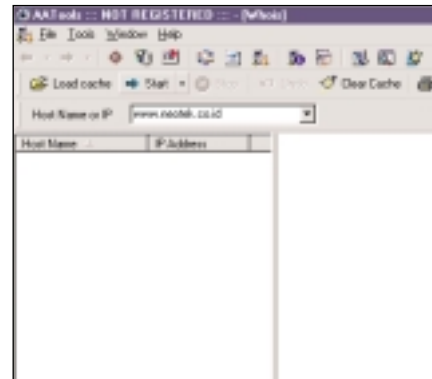 AATools ::: NOT REGISTERED ::: - [Whois]
File Tools Window Help
Load cache Start Stop Undo Clear Cache
Host Name or IP www.neotek.co.id
Host Name IP Address